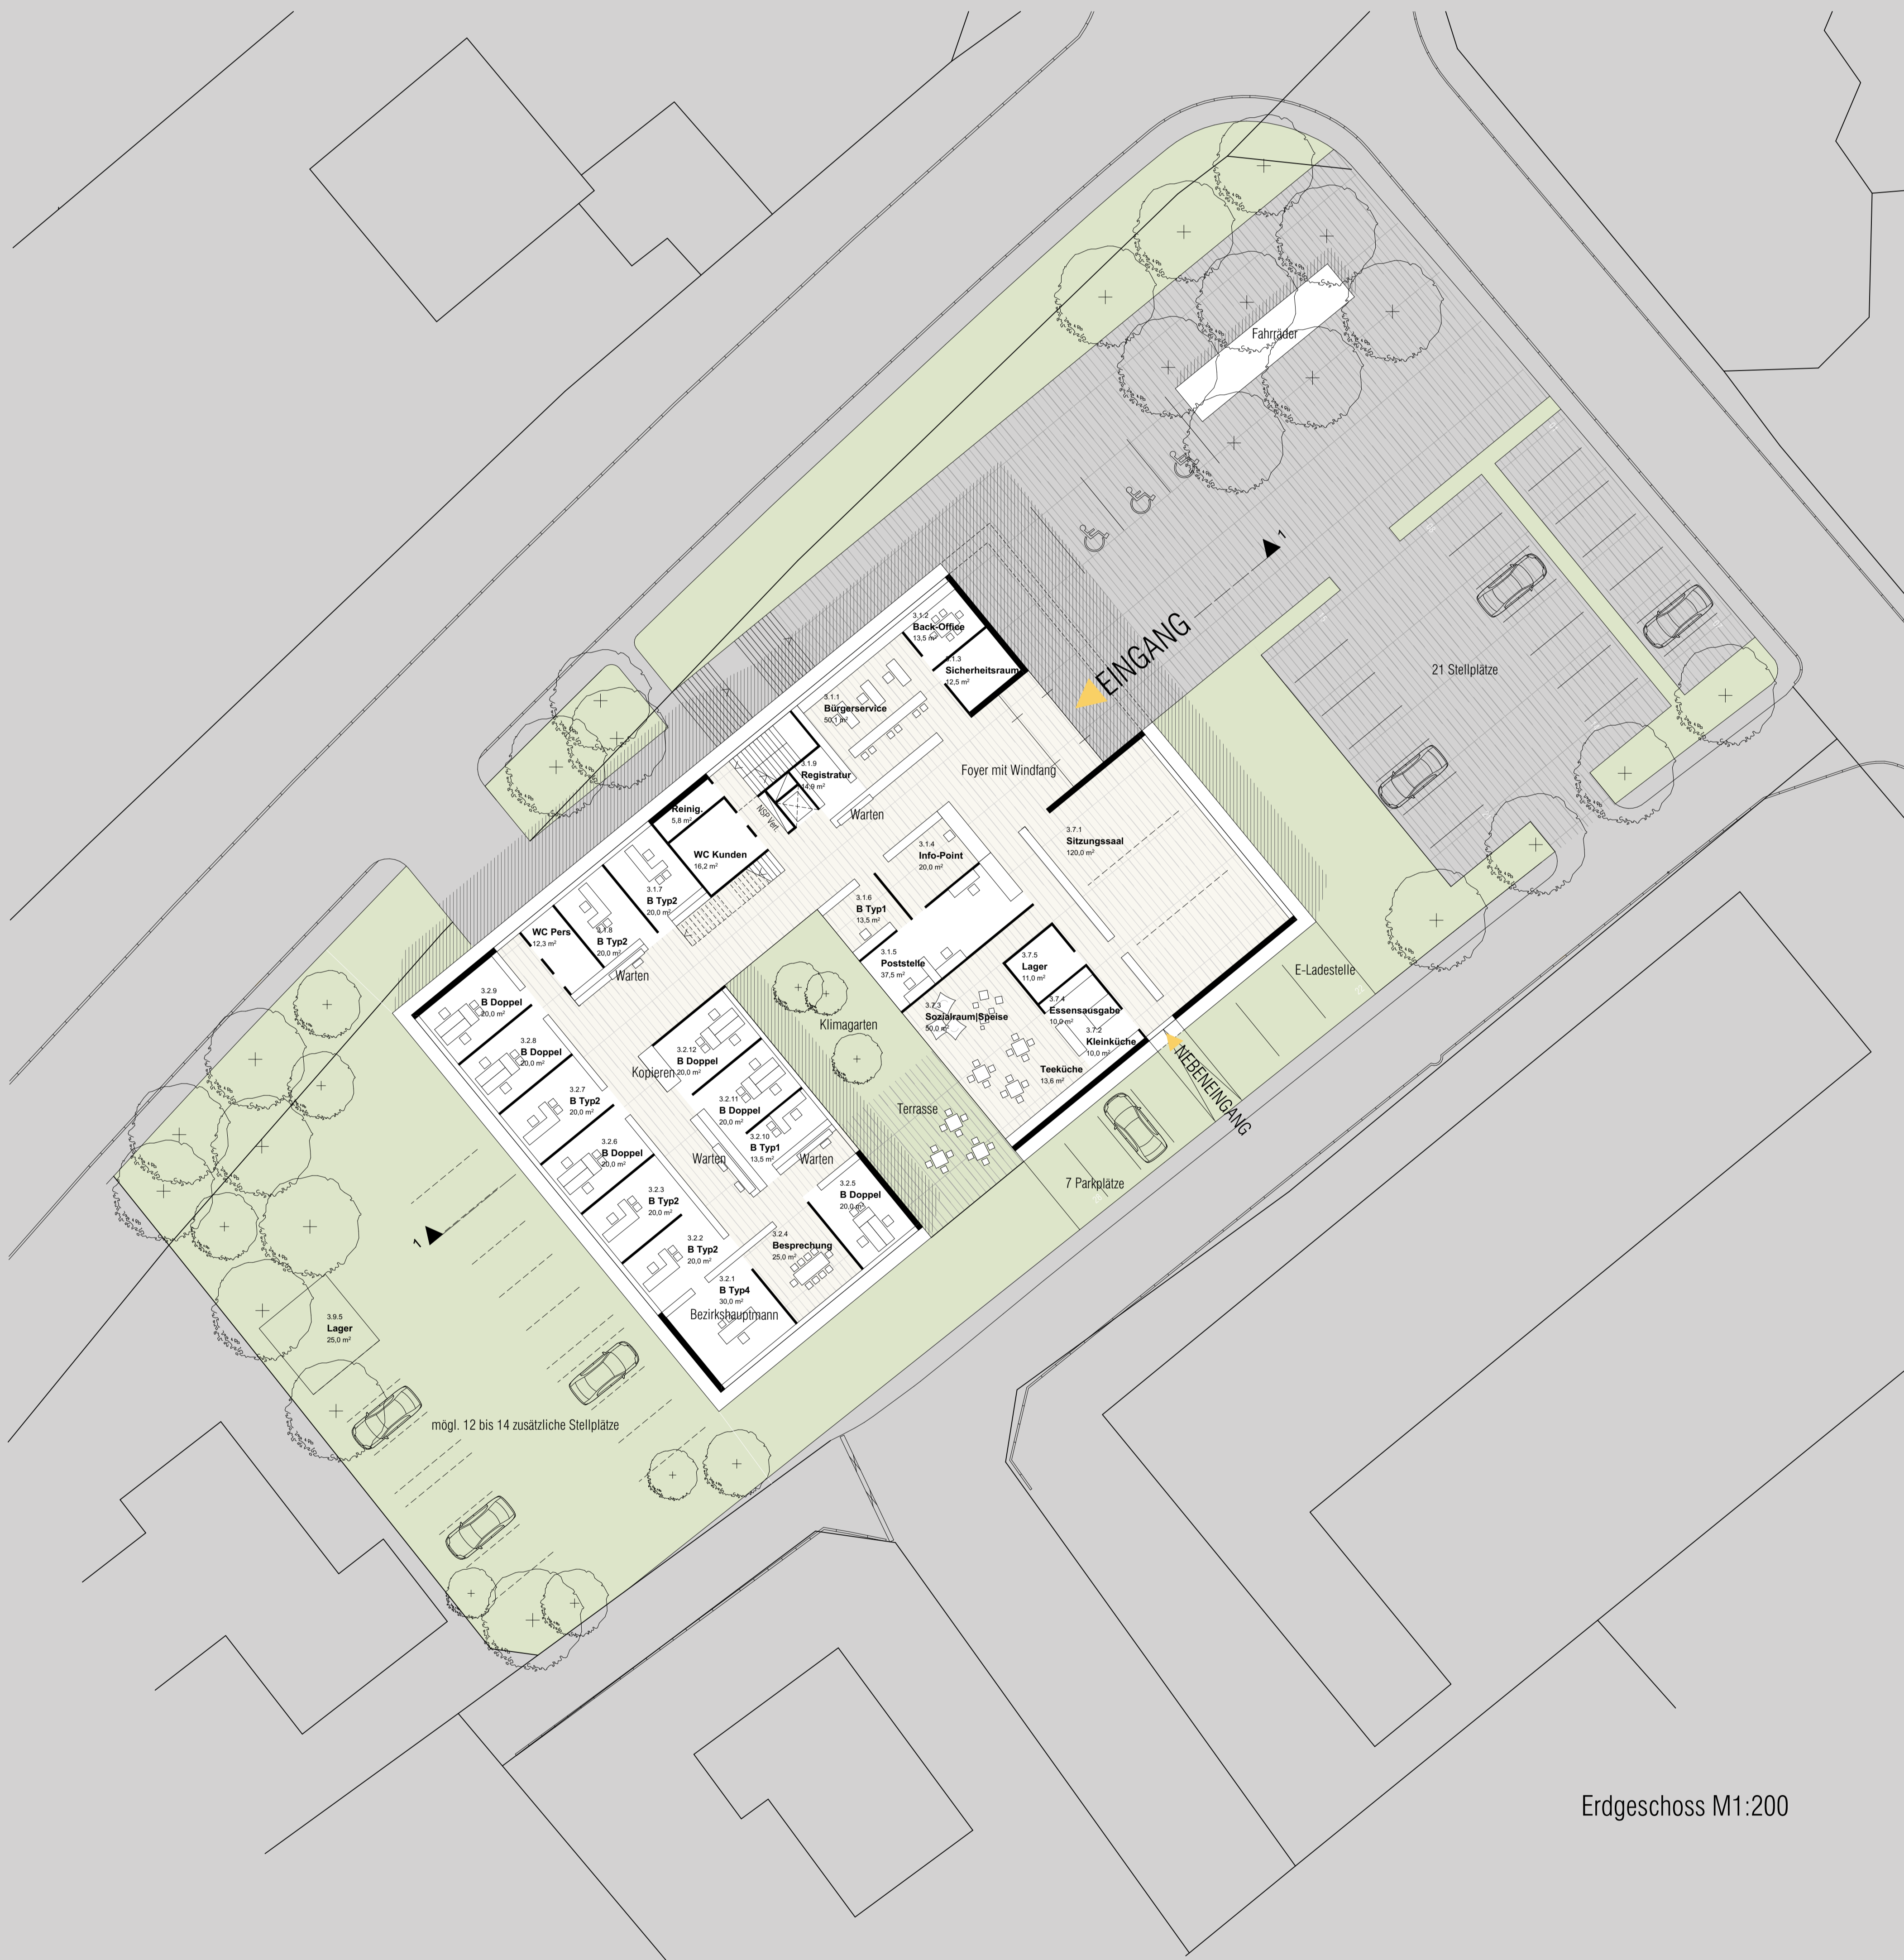 Fahrräder
1
EINGANG
21 Stellplätze
3.1.2
Back-Office
13,5 m²
3.1.3
Sicherheitsraum
12,5 m²
3.1.1
Bürgerservice
50,1 m²
Foyer mit Windfang
3.1.9
Registratur
14,9 m²
NSP Vert.
Warten
Reinig.
5,8 m²
WC Kunden
16,2 m²
3.1.4
Info-Point
20,0 m²
3.7.1
Sitzungssaal
120,0 m²
3.1.7
B Typ2
20,0 m²
3.1.6
B Typ1
13,5 m²
WC Pers
12,3 m²
3.1.8
B Typ2
20,0 m²
Warten
3.1.5
Poststelle
37,5 m²
3.7.5
Lager
11,0 m²
E-Ladestelle
3.2.9
B Doppel
20,0 m²
3.7.3
Sozialraum|Speise
50,0 m²
3.7.4
Essensausgabe
10,0 m²
3.7.2
Kleinküche
10,0 m²
Klimagarten
3.2.8
B Doppel
20,0 m²
3.2.12
B Doppel
20,0 m²
Kopieren
Teeküche
13,6 m²
NEBENEINGANG
3.2.7
B Typ2
20,0 m²
3.2.11
B Doppel
20,0 m²
Terrasse
3.2.10
B Typ1
13,5 m²
3.2.6
B Doppel
20,0 m²
Warten
Warten
7 Parkplätze
3.2.3
B Typ2
20,0 m²
3.2.5
B Doppel
20,0 m²
1
3.2.2
B Typ2
20,0 m²
3.2.4
Besprechung
25,0 m²
3.2.1
B Typ4
30,0 m²
Bezirkshauptmann
3.9.5
Lager
25,0 m²
mögl. 12 bis 14 zusätzliche Stellplätze
Erdgeschoss M1:200